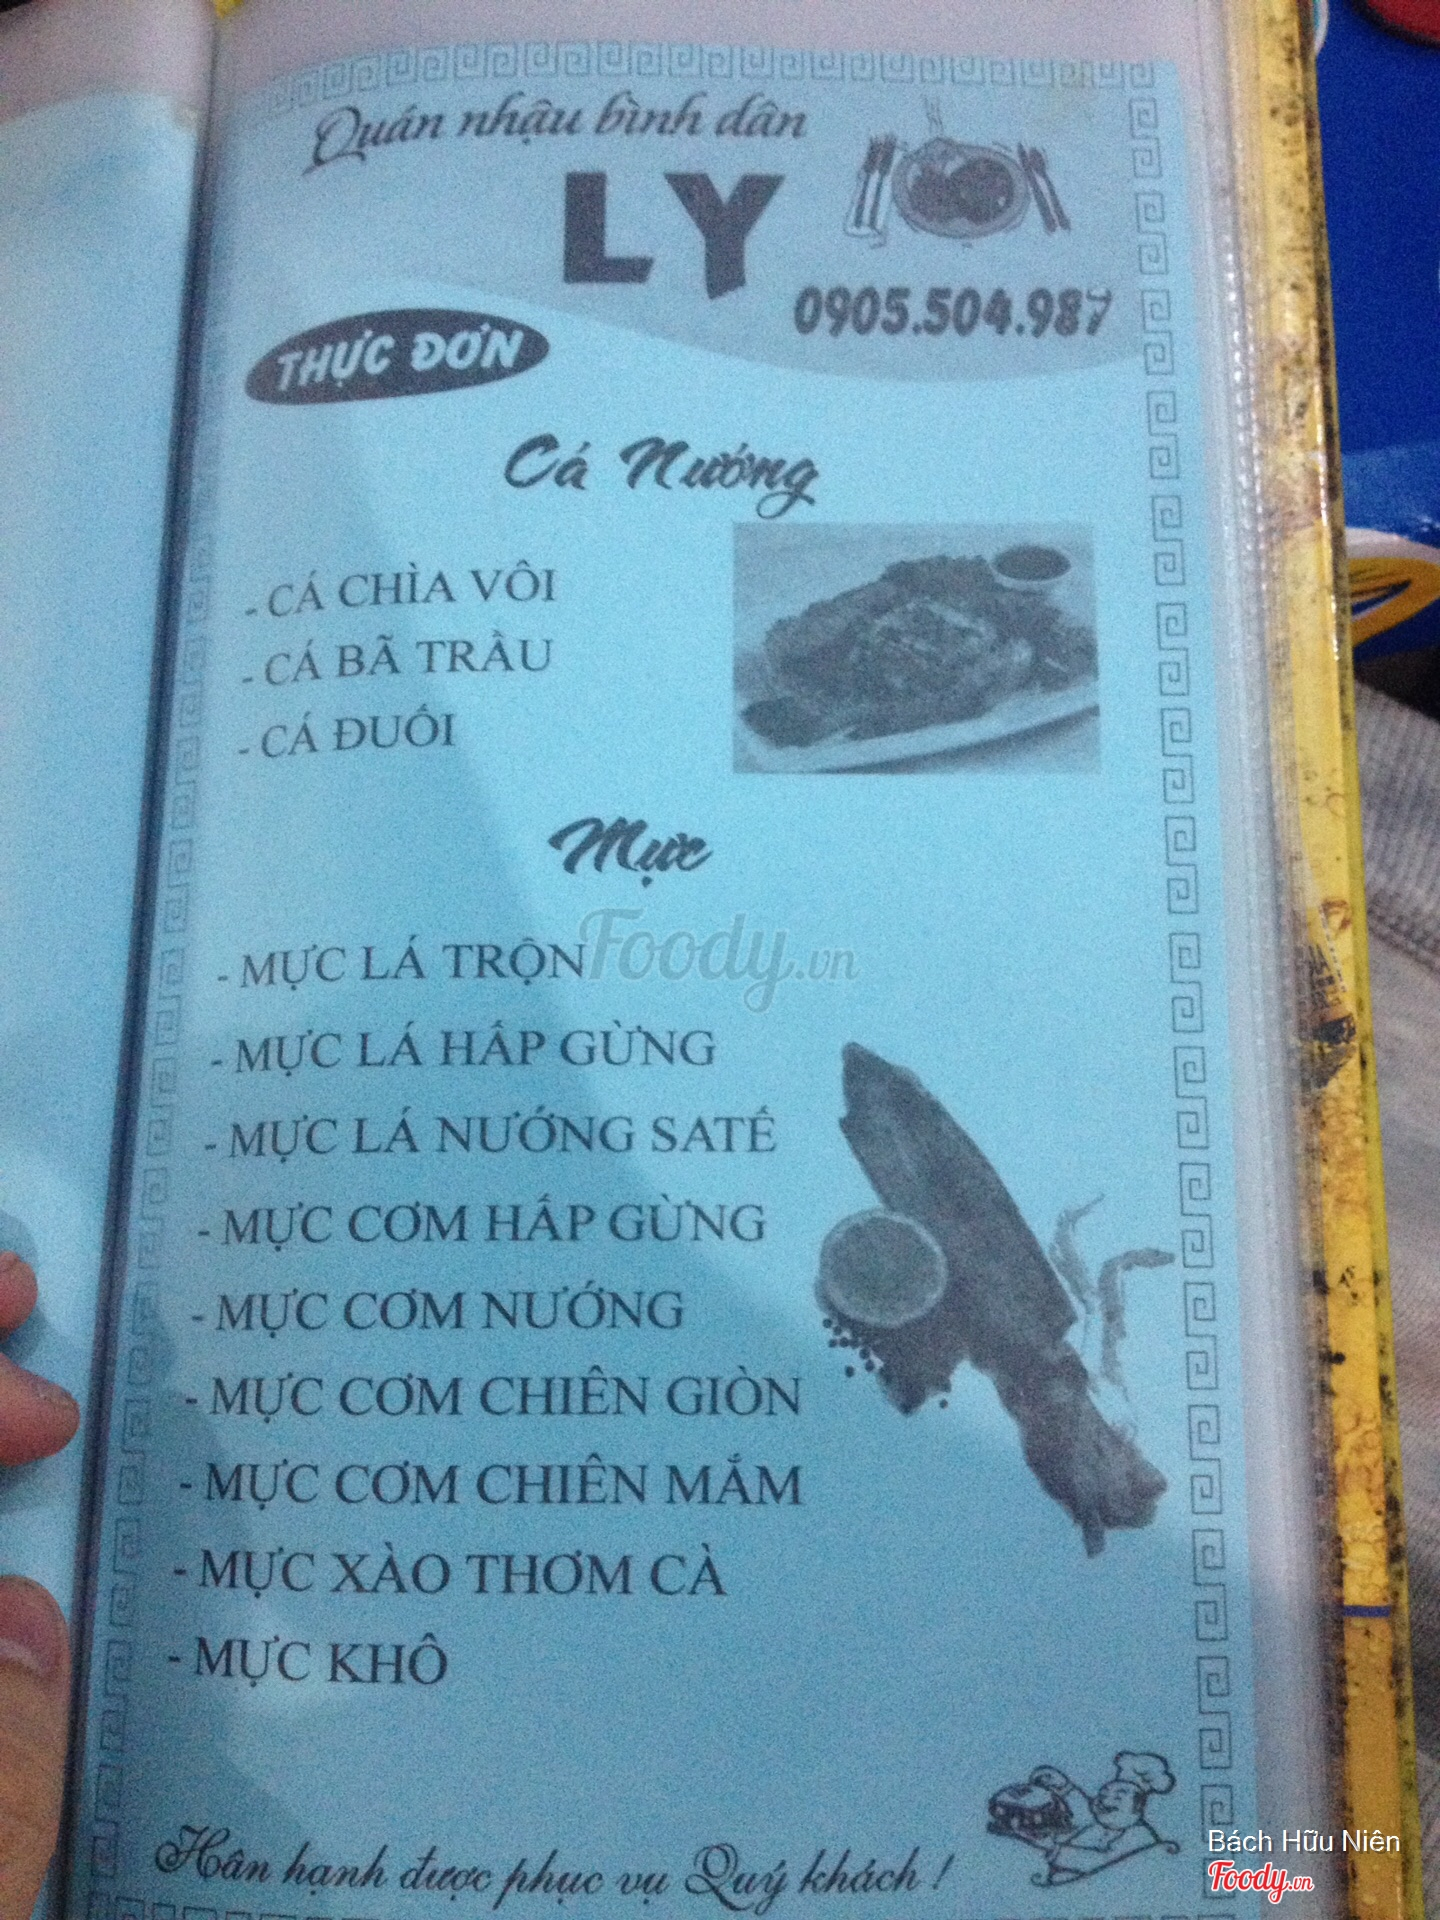 Quán nhậu bình dân
LY
0905.504.987
THỰC ĐƠN
Cá Nướng
- CÁ CHÌA VÔI
- CÁ BÃ TRẦU
- CÁ ĐUỐI
Mực
- MỰC LÁ TRỘN
Foody.vn
- MỰC LÁ HẤP GỪNG
- MỰC LÁ NƯỚNG SATẾ
- MỰC CƠM HẤP GỪNG
- MỰC CƠM NƯỚNG
- MỰC CƠM CHIÊN GIÒN
- MỰC CƠM CHIÊN MẮM
- MỰC XÀO THƠM CÀ
- MỰC KHÔ
Hân hạnh được phục vụ Quý khách !
Bách Hữu Niên
Foody.vn